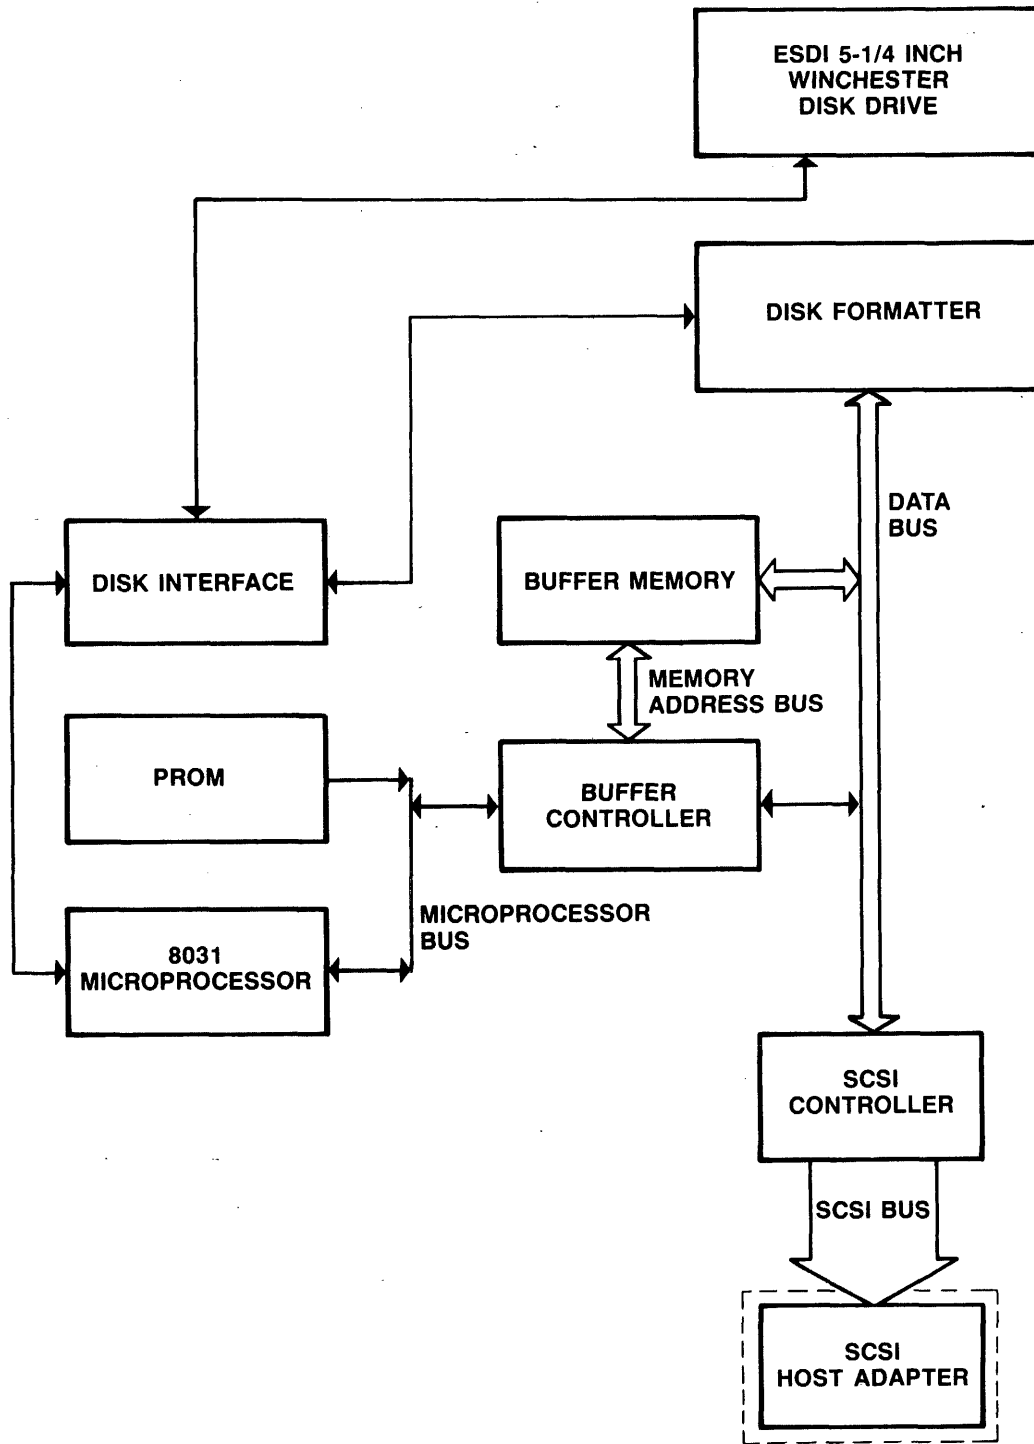 ESDI 5-1/4 INCH
WINCHESTER
DISK DRIVE
DISK FORMATTER
DATA
BUS
DISK INTERFACE
BUFFER MEMORY
MEMORY
ADDRESS BUS
PROM
BUFFER
CONTROLLER
MICROPROCESSOR
BUS
8031
MICROPROCESSOR
SCSI
CONTROLLER
SCSI BUS
SCSI
HOST ADAPTER